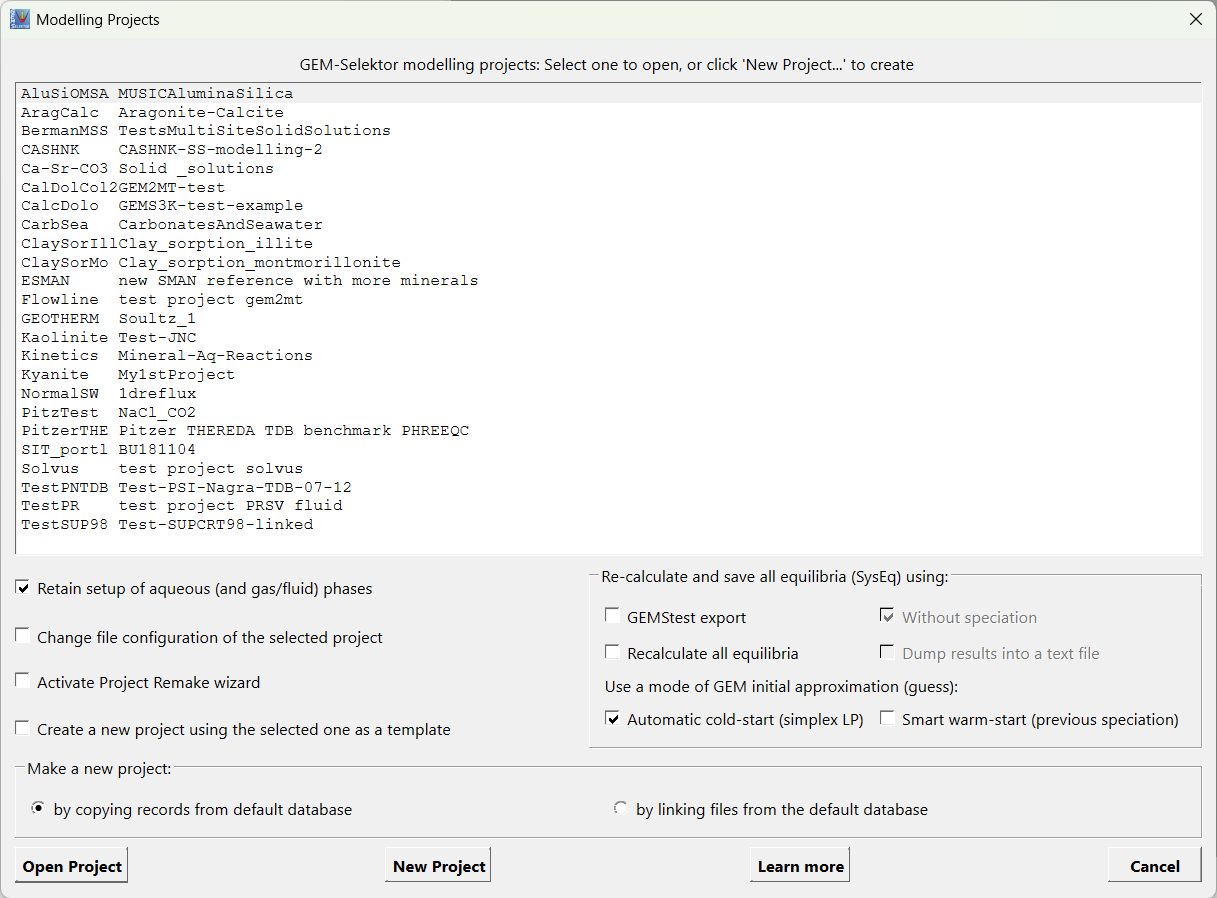 Modelling Projects
GEM-Selektor modelling projects: Select one to open, or click 'New Project...' to create
AluSiOMSA MUSICAluminaSilica
AragCalc Aragonite-Calcite
BermanMSS TestsMultiSiteSolidSolutions
CASHNK CASHNK-SS-modelling-2
Ca-Sr-CO3 Solid _solutions
CalDolCol2GEM2MT-test
CalcDolo GEMS3K-test-example
CarbSea CarbonatesAndSeawater
ClaySorIllClay_sorption_illite
ClaySorMo Clay_sorption_montmorillonite
ESMAN new SMAN reference with more minerals
Flowline test project gem2mt
GEOTHERM Soultz_1
Kaolinite Test-JNC
Kinetics Mineral-Aq-Reactions
Kyanite My1stProject
NormalSW 1dreflux
PitzTest NaCl_CO2
PitzerTHE Pitzer THEREDA TDB benchmark PHREEQC
SIT_portl BU181104
Solvus test project solvus
TestPNTDB Test-PSI-Nagra-TDB-07-12
TestPR test project PRSV fluid
TestSUP98 Test-SUPCRT98-linked
Retain setup of aqueous (and gas/fluid) phases
Change file configuration of the selected project
Activate Project Remake wizard
Create a new project using the selected one as a template
Re-calculate and save all equilibria (SysEq) using:
GEMStest export
Without speciation
Recalculate all equilibria
Dump results into a text file
Use a mode of GEM initial approximation (guess):
Automatic cold-start (simplex LP)
Smart warm-start (previous speciation)
Make a new project:
by copying records from default database
by linking files from the default database
Open Project
New Project
Learn more
Cancel